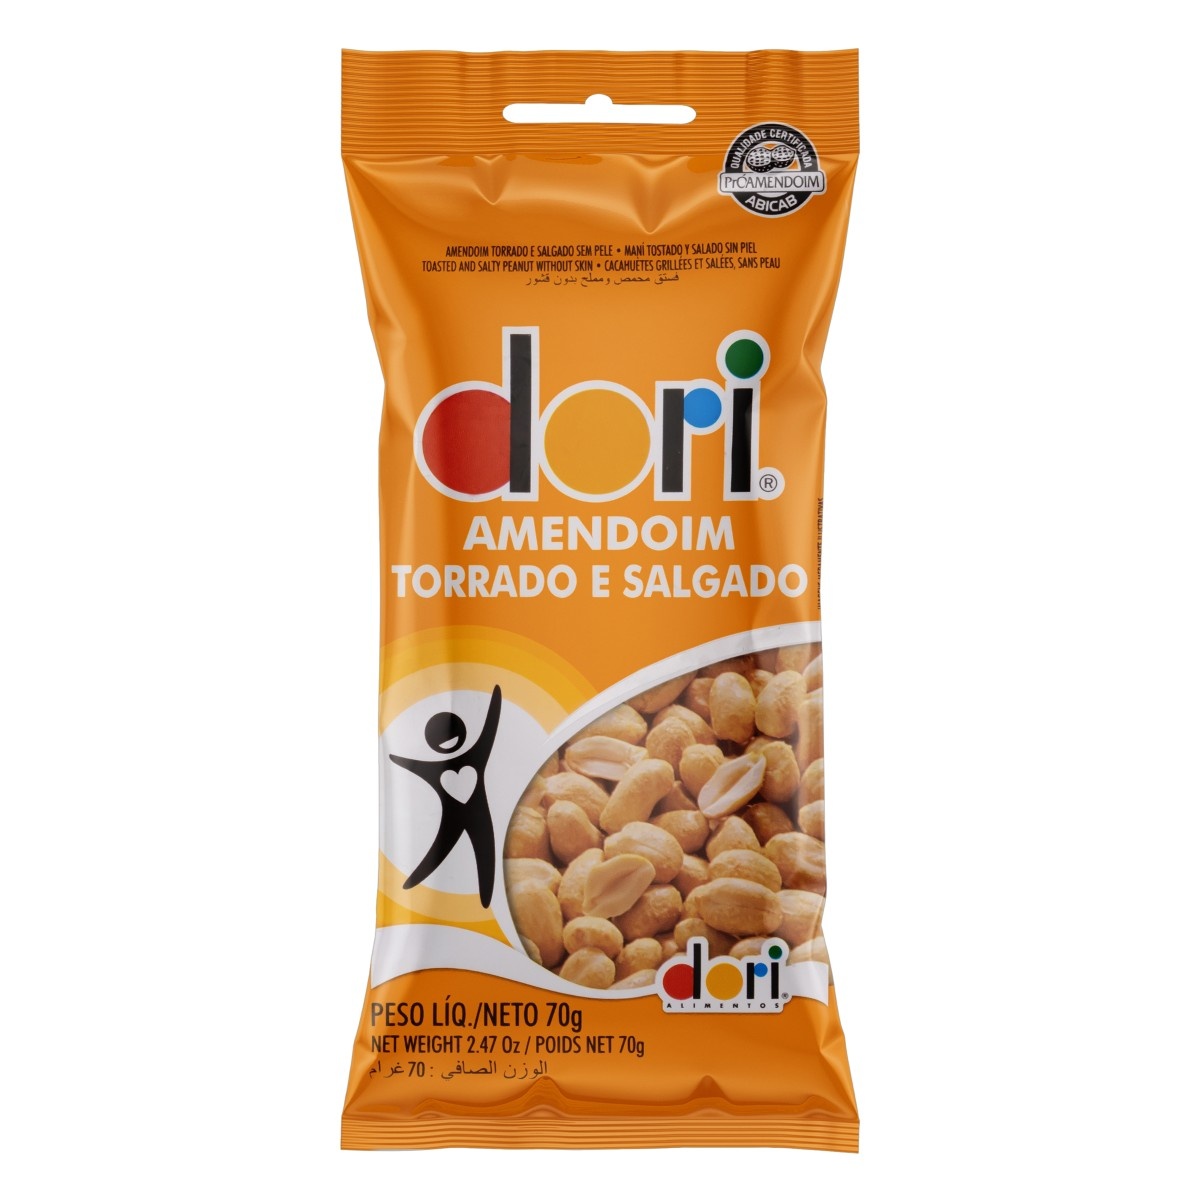 QUALIDADE CERTIFICADA
PróAMENDOIM
ABICAB
AMENDOIM TORRADO E SALGADO SEM PELE • MANÍ TOSTADO Y SALADO SIN PIEL
TOASTED AND SALTY PEANUT WITHOUT SKIN • CACAHUÈTES GRILLÉES ET SALÉES, SANS PEAU
فستق محمص ومملح بدون قشور
dori®
AMENDOIM
TORRADO E SALGADO
dori®
ALIMENTOS
PESO LÍQ./NETO 70g
NET WEIGHT 2.47 Oz / POIDS NET 70g
الوزن الصافي : 70 غرام